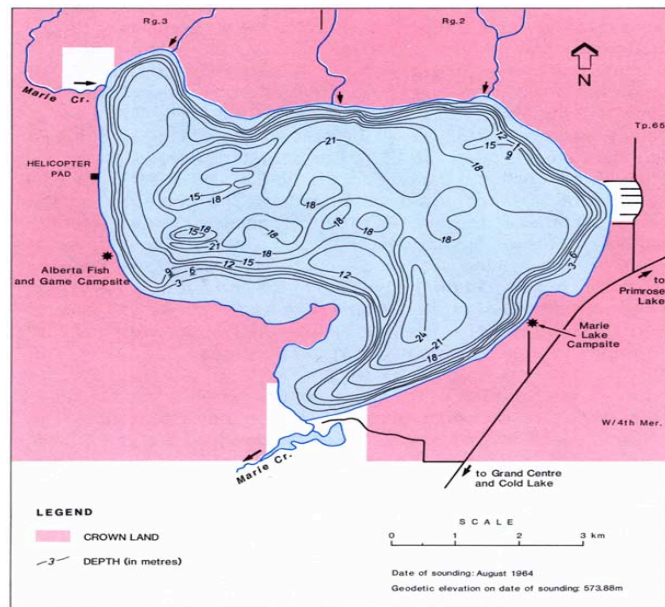 Rg.3
Rg.2
Marie Cr.
N
Tp.65
HELICOPTER
PAD
21
12
15
9
18
15
18
18
18
18
18
15
18
21
18
Alberta Fish
and Game Campsite
9
6
3
12
15
12
6
3
to
Primrose
Lake
24
21
18
Marie
Lake
Campsite
W/4th Mer.
Marie Cr.
to Grand Centre
and Cold Lake
LEGEND
CROWN LAND
3 DEPTH (in metres)
SCALE
0 1 2 3 km
Date of sounding: August 1964
Geodetic elevation on date of sounding: 573.88m